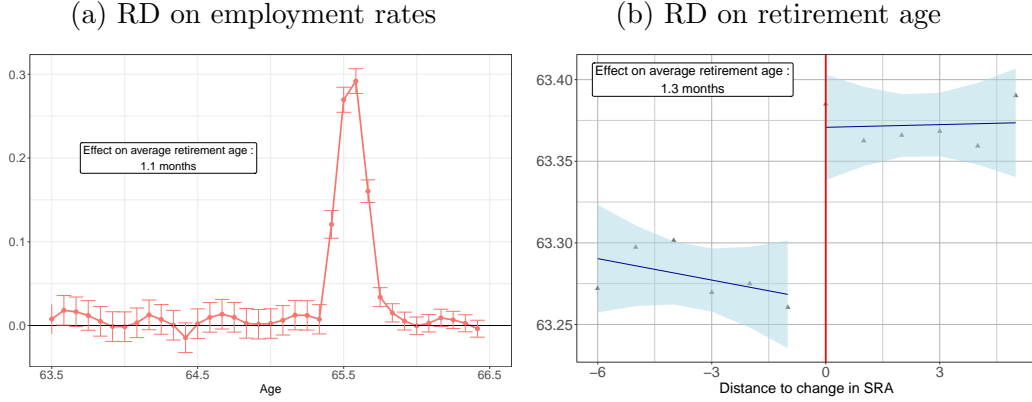 (a) RD on employment rates
Effect on average retirement age :
1.1 months
0.3
0.2
0.1
0.0
63.5
64.5
65.5
66.5
Age
(b) RD on retirement age
Effect on average retirement age :
1.3 months
63.40
63.35
63.30
63.25
−6
−3
0
3
Distance to change in SRA